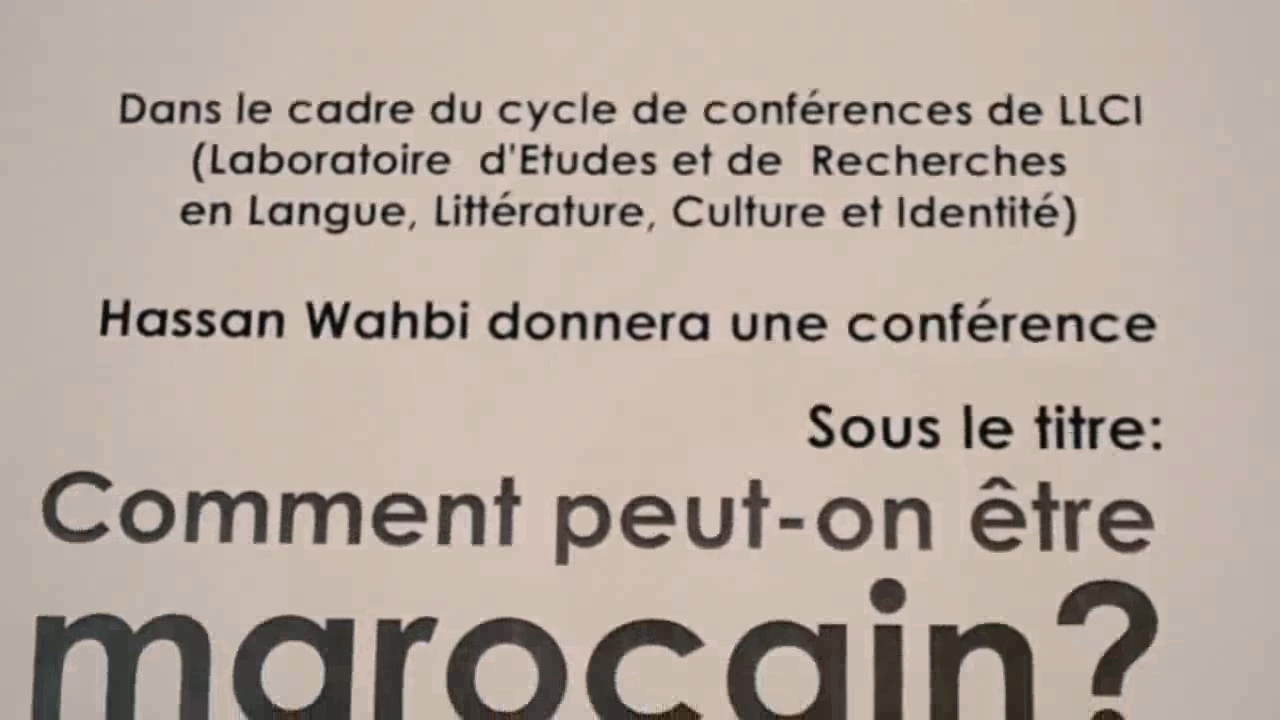 Dans le cadre du cycle de conférences de LLCI
(Laboratoire d'Etudes et de Recherches
en Langue, Littérature, Culture et Identité)
Hassan Wahbi donnera une conférence
Sous le titre:
Comment peut-on être
marocain?